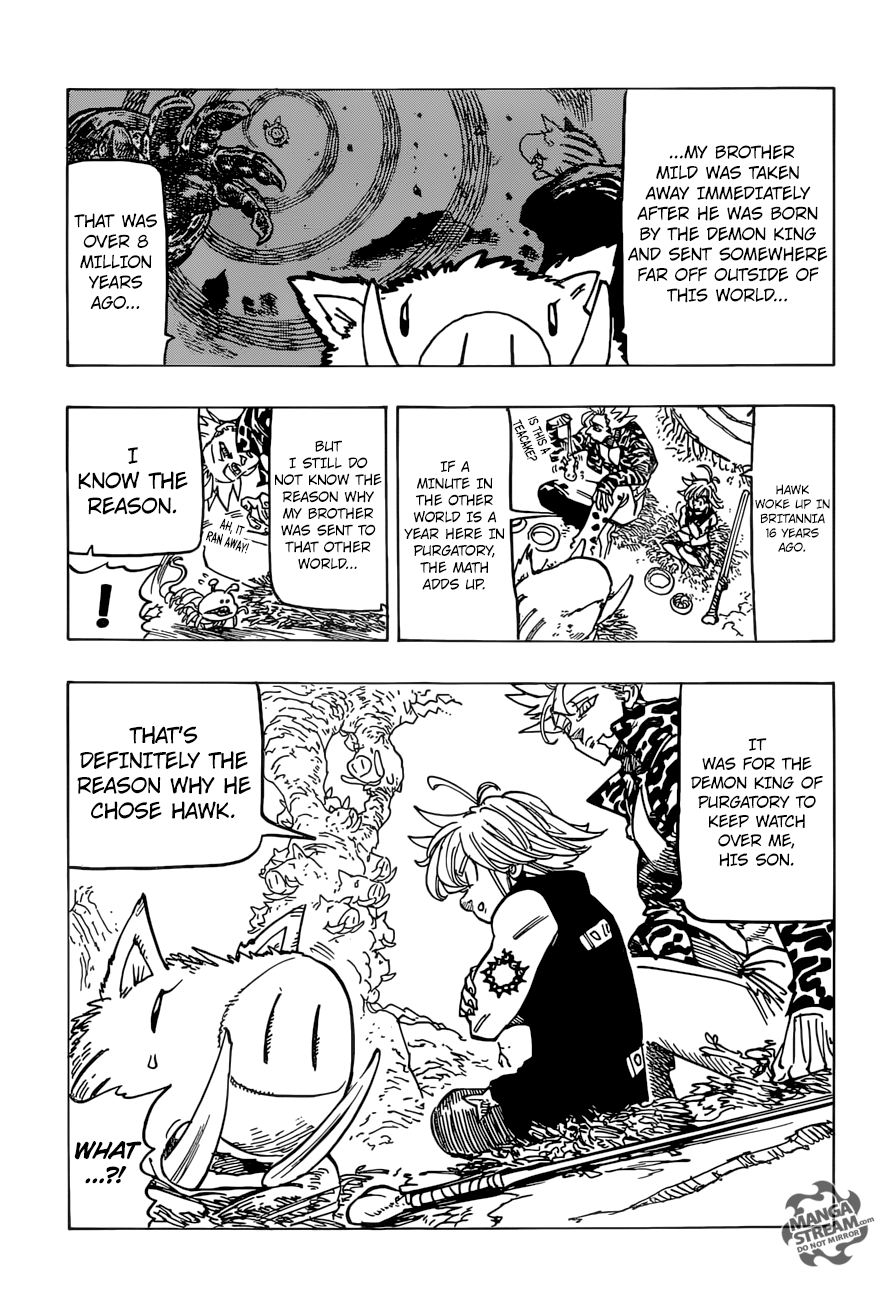 ...MY BROTHER
MILD WAS TAKEN
AWAY IMMEDIATELY
AFTER HE WAS BORN
BY THE DEMON KING
AND SENT SOMEWHERE
FAR OFF OUTSIDE OF
THIS WORLD...
THAT WAS
OVER 8
MILLION
YEARS
AGO...
HAWK
WOKE UP IN
BRITANNIA
16 YEARS
AGO.
IS THIS A
TEACAKE?
IF A
MINUTE IN
THE OTHER
WORLD IS A
YEAR HERE IN
PURGATORY,
THE MATH
ADDS UP.
BUT
I STILL DO
NOT KNOW THE
REASON WHY
MY BROTHER
WAS SENT TO
THAT OTHER
WORLD...
AH, IT
RAN AWAY!
I
KNOW THE
REASON.
!
IT
WAS FOR THE
DEMON KING OF
PURGATORY TO
KEEP WATCH
OVER ME,
HIS SON.
THAT'S
DEFINITELY THE
REASON WHY HE
CHOSE HAWK.
WHAT
...?!
MANGA
STREAM.COM
DO NOT MIRROR